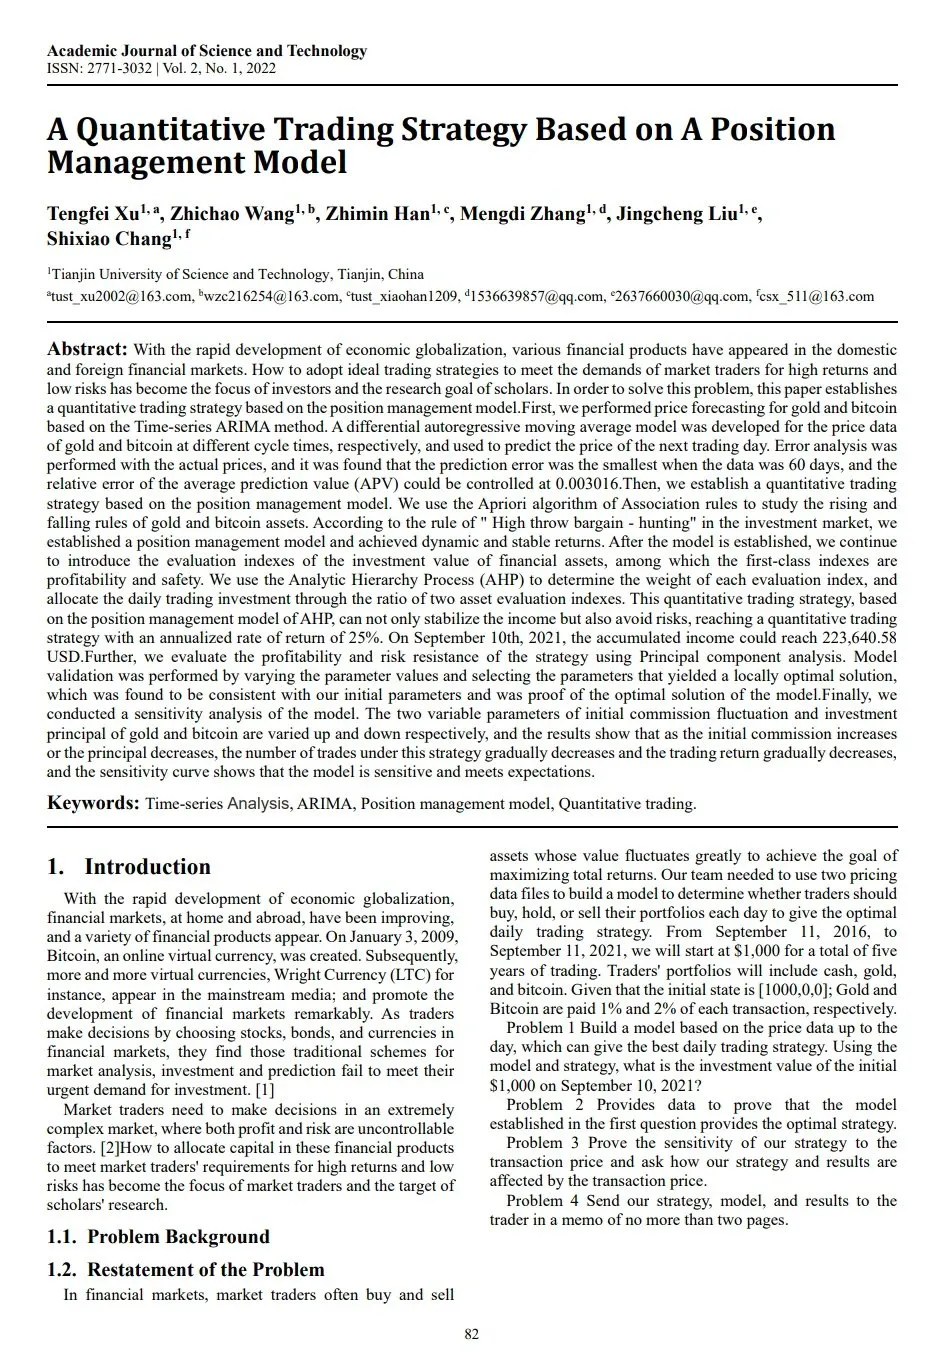 Academic Journal of Science and Technology
ISSN: 2771-3032 | Vol. 2, No. 1, 2022
A Quantitative Trading Strategy Based on A Position
Management Model
Tengfei Xu1, a, Zhichao Wang1, b, Zhimin Han1, c, Mengdi Zhang1, d, Jingcheng Liu1, e,
Shixiao Chang1, f
1Tianjin University of Science and Technology, Tianjin, China
atust_xu2002@163.com, bwzc216254@163.com, ctust_xiaohan1209, d1536639857@qq.com, e2637660030@qq.com, fcsx_511@163.com
Abstract: With the rapid development of economic globalization, various financial products have appeared in the domestic
and foreign financial markets. How to adopt ideal trading strategies to meet the demands of market traders for high returns and
low risks has become the focus of investors and the research goal of scholars. In order to solve this problem, this paper establishes
a quantitative trading strategy based on the position management model.First, we performed price forecasting for gold and bitcoin
based on the Time-series ARIMA method. A differential autoregressive moving average model was developed for the price data
of gold and bitcoin at different cycle times, respectively, and used to predict the price of the next trading day. Error analysis was
performed with the actual prices, and it was found that the prediction error was the smallest when the data was 60 days, and the
relative error of the average prediction value (APV) could be controlled at 0.003016.Then, we establish a quantitative trading
strategy based on the position management model. We use the Apriori algorithm of Association rules to study the rising and
falling rules of gold and bitcoin assets. According to the rule of " High throw bargain - hunting" in the investment market, we
established a position management model and achieved dynamic and stable returns. After the model is established, we continue
to introduce the evaluation indexes of the investment value of financial assets, among which the first-class indexes are
profitability and safety. We use the Analytic Hierarchy Process (AHP) to determine the weight of each evaluation index, and
allocate the daily trading investment through the ratio of two asset evaluation indexes. This quantitative trading strategy, based
on the position management model of AHP, can not only stabilize the income but also avoid risks, reaching a quantitative trading
strategy with an annualized rate of return of 25%. On September 10th, 2021, the accumulated income could reach 223,640.58
USD.Further, we evaluate the profitability and risk resistance of the strategy using Principal component analysis. Model
validation was performed by varying the parameter values and selecting the parameters that yielded a locally optimal solution,
which was found to be consistent with our initial parameters and was proof of the optimal solution of the model.Finally, we
conducted a sensitivity analysis of the model. The two variable parameters of initial commission fluctuation and investment
principal of gold and bitcoin are varied up and down respectively, and the results show that as the initial commission increases
or the principal decreases, the number of trades under this strategy gradually decreases and the trading return gradually decreases,
and the sensitivity curve shows that the model is sensitive and meets expectations.
Keywords: Time-series Analysis, ARIMA, Position management model, Quantitative trading.
1. Introduction
With the rapid development of economic globalization,
financial markets, at home and abroad, have been improving,
and a variety of financial products appear. On January 3, 2009,
Bitcoin, an online virtual currency, was created. Subsequently,
more and more virtual currencies, Wright Currency (LTC) for
instance, appear in the mainstream media; and promote the
development of financial markets remarkably. As traders
make decisions by choosing stocks, bonds, and currencies in
financial markets, they find those traditional schemes for
market analysis, investment and prediction fail to meet their
urgent demand for investment. [1]
Market traders need to make decisions in an extremely
complex market, where both profit and risk are uncontrollable
factors. [2]How to allocate capital in these financial products
to meet market traders' requirements for high returns and low
risks has become the focus of market traders and the target of
scholars' research.
1.1. Problem Background
1.2. Restatement of the Problem
In financial markets, market traders often buy and sell
assets whose value fluctuates greatly to achieve the goal of
maximizing total returns. Our team needed to use two pricing
data files to build a model to determine whether traders should
buy, hold, or sell their portfolios each day to give the optimal
daily trading strategy. From September 11, 2016, to
September 11, 2021, we will start at $1,000 for a total of five
years of trading. Traders' portfolios will include cash, gold,
and bitcoin. Given that the initial state is [1000,0,0]; Gold and
Bitcoin are paid 1% and 2% of each transaction, respectively.
Problem 1 Build a model based on the price data up to the
day, which can give the best daily trading strategy. Using the
model and strategy, what is the investment value of the initial
$1,000 on September 10, 2021?
Problem 2 Provides data to prove that the model
established in the first question provides the optimal strategy.
Problem 3 Prove the sensitivity of our strategy to the
transaction price and ask how our strategy and results are
affected by the transaction price.
Problem 4 Send our strategy, model, and results to the
trader in a memo of no more than two pages.
82